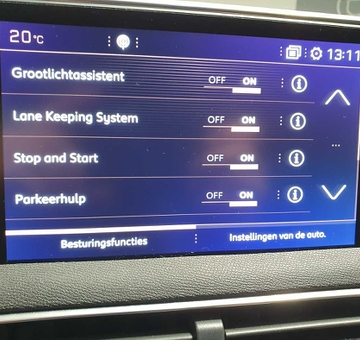 20°C 13:11
Grootlichtassistent OFF ON i
Lane Keeping System OFF ON i
Stop and Start OFF ON i
Parkeerhulp OFF ON i
Besturingsfuncties Instellingen van de auto.